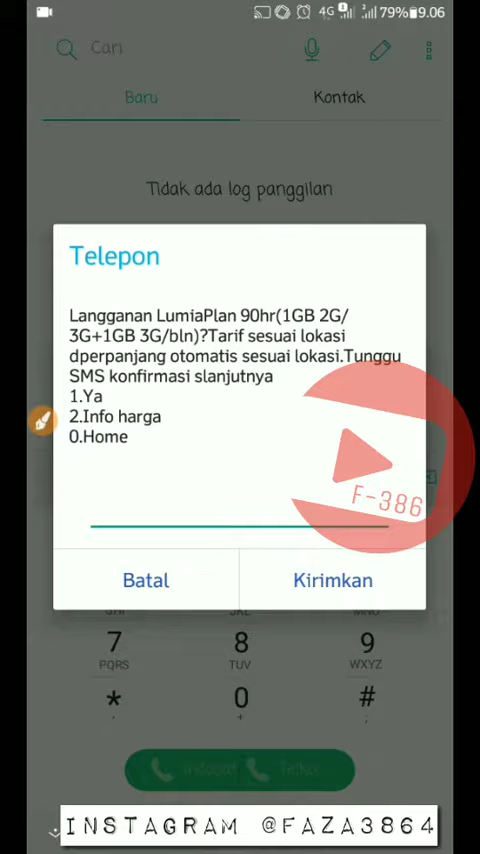 4G 79% 9.06
Cari
Baru Kontak
Tidak ada log panggilan
Telepon
Langganan LumiaPlan 90hr(1GB 2G/
3G+1GB 3G/bln)?Tarif sesuai lokasi
dperpanjang otomatis sesuai lokasi.Tunggu
SMS konfirmasi slanjutnya
1.Ya
2.Info harga
0.Home
F-386
Batal Kirimkan
7 8 9
PQRS TUV WXYZ
* 0 #
, + ;
INSTAGRAM @FAZA3864